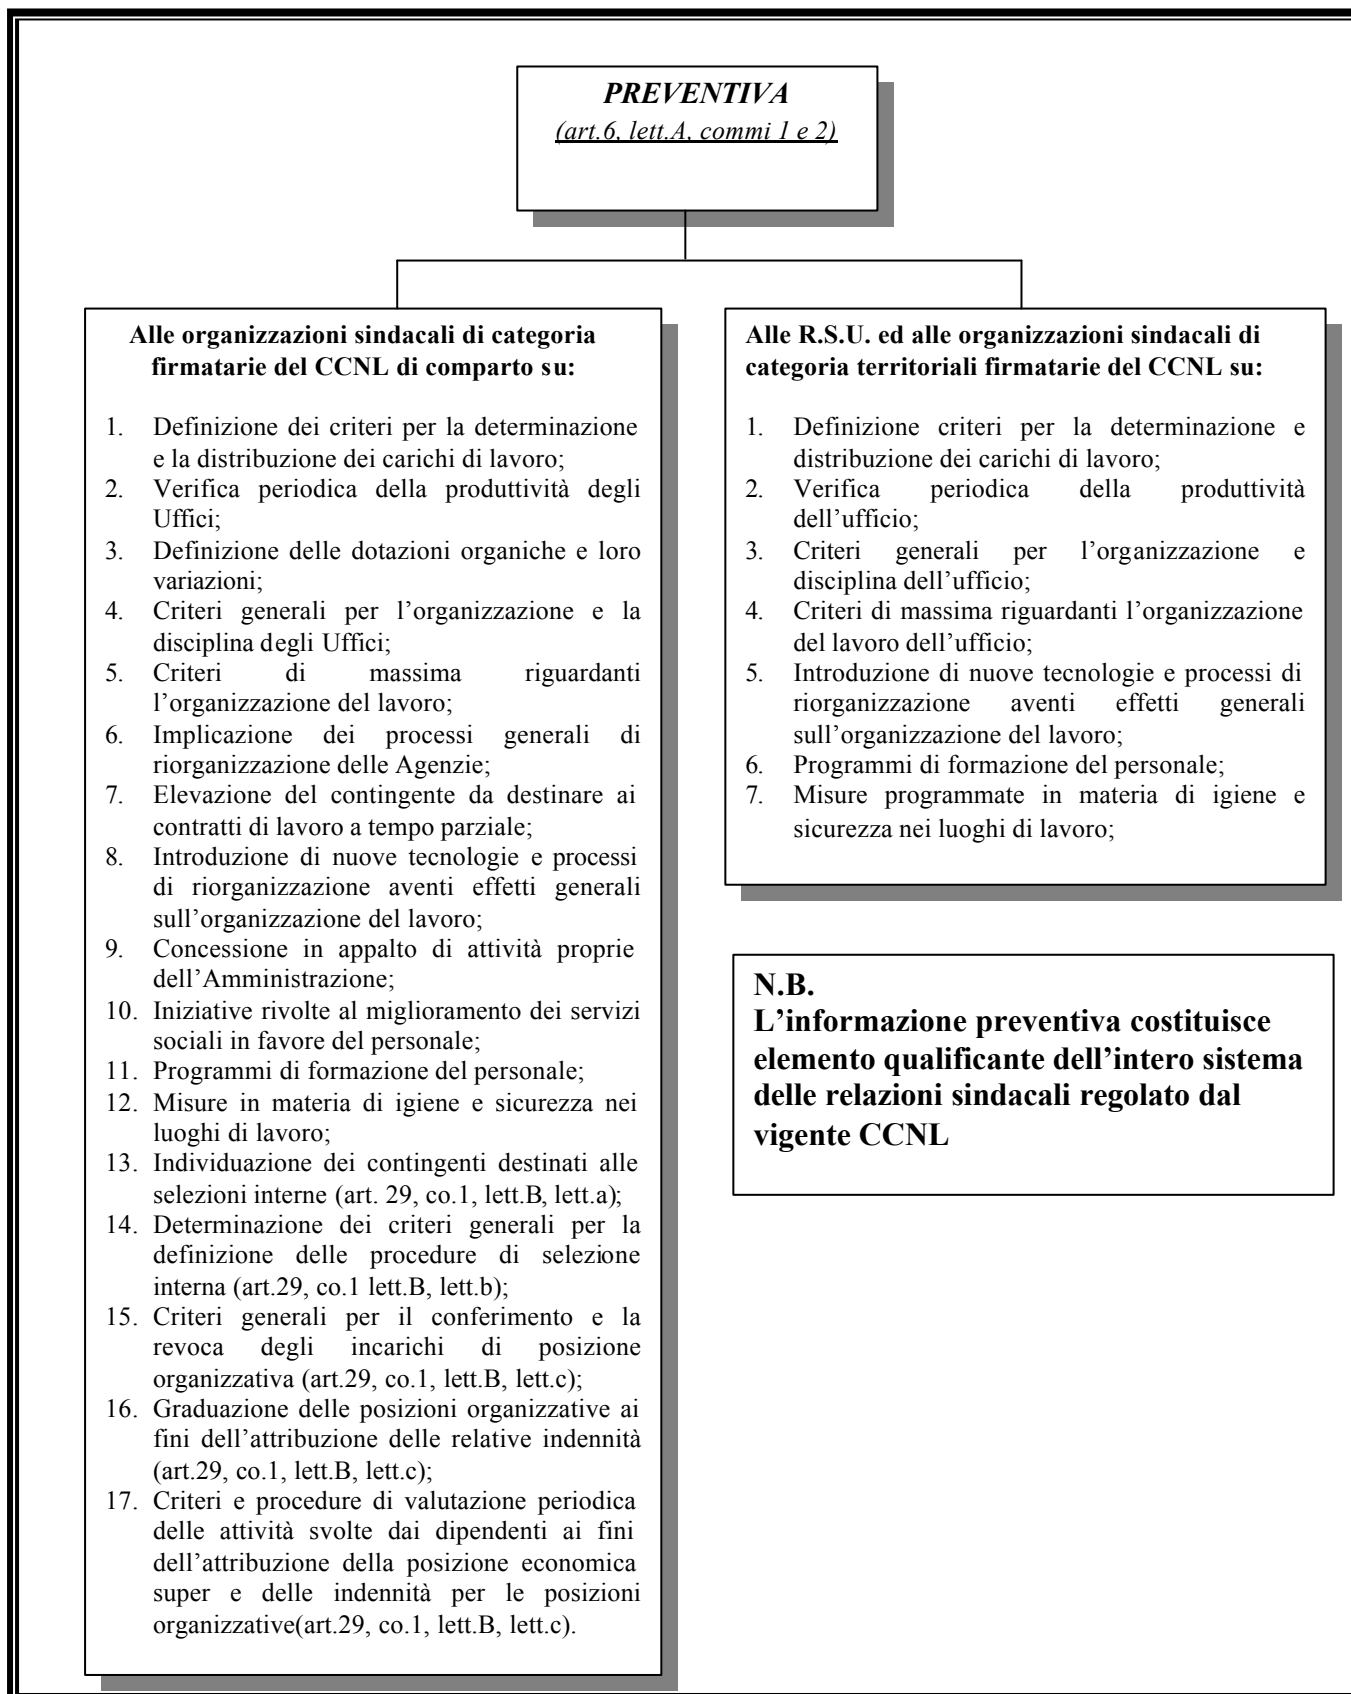 PREVENTIVA
(art.6, lett.A, commi 1 e 2)
Alle organizzazioni sindacali di categoria
firmatarie del CCNL di comparto su:
1. Definizione dei criteri per la determinazione
e la distribuzione dei carichi di lavoro;
2. Verifica periodica della produttività degli
Uffici;
3. Definizione delle dotazioni organiche e loro
variazioni;
4. Criteri generali per l'organizzazione e la
disciplina degli Uffici;
5. Criteri di massima riguardanti
l'organizzazione del lavoro;
6. Implicazione dei processi generali di
riorganizzazione delle Agenzie;
7. Elevazione del contingente da destinare ai
contratti di lavoro a tempo parziale;
8. Introduzione di nuove tecnologie e processi
di riorganizzazione aventi effetti generali
sull'organizzazione del lavoro;
9. Concessione in appalto di attività proprie
dell'Amministrazione;
10. Iniziative rivolte al miglioramento dei servizi
sociali in favore del personale;
11. Programmi di formazione del personale;
12. Misure in materia di igiene e sicurezza nei
luoghi di lavoro;
13. Individuazione dei contingenti destinati alle
selezioni interne (art. 29, co.1, lett.B, lett.a);
14. Determinazione dei criteri generali per la
definizione delle procedure di selezione
interna (art.29, co.1 lett.B, lett.b);
15. Criteri generali per il conferimento e la
revoca degli incarichi di posizione
organizzativa (art.29, co.1, lett.B, lett.c);
16. Graduazione delle posizioni organizzative ai
fini dell'attribuzione delle relative indennità
(art.29, co.1, lett.B, lett.c);
17. Criteri e procedure di valutazione periodica
delle attività svolte dai dipendenti ai fini
dell'attribuzione della posizione economica
super e delle indennità per le posizioni
organizzative(art.29, co.1, lett.B, lett.c).
Alle R.S.U. ed alle organizzazioni sindacali di
categoria territoriali firmatarie del CCNL su:
1. Definizione criteri per la determinazione e
distribuzione dei carichi di lavoro;
2. Verifica periodica della produttività
dell'ufficio;
3. Criteri generali per l'organizzazione e
disciplina dell'ufficio;
4. Criteri di massima riguardanti l'organizzazione
del lavoro dell'ufficio;
5. Introduzione di nuove tecnologie e processi di
riorganizzazione aventi effetti generali
sull'organizzazione del lavoro;
6. Programmi di formazione del personale;
7. Misure programmate in materia di igiene e
sicurezza nei luoghi di lavoro;
N.B.
L'informazione preventiva costituisce
elemento qualificante dell'intero sistema
delle relazioni sindacali regolato dal
vigente CCNL